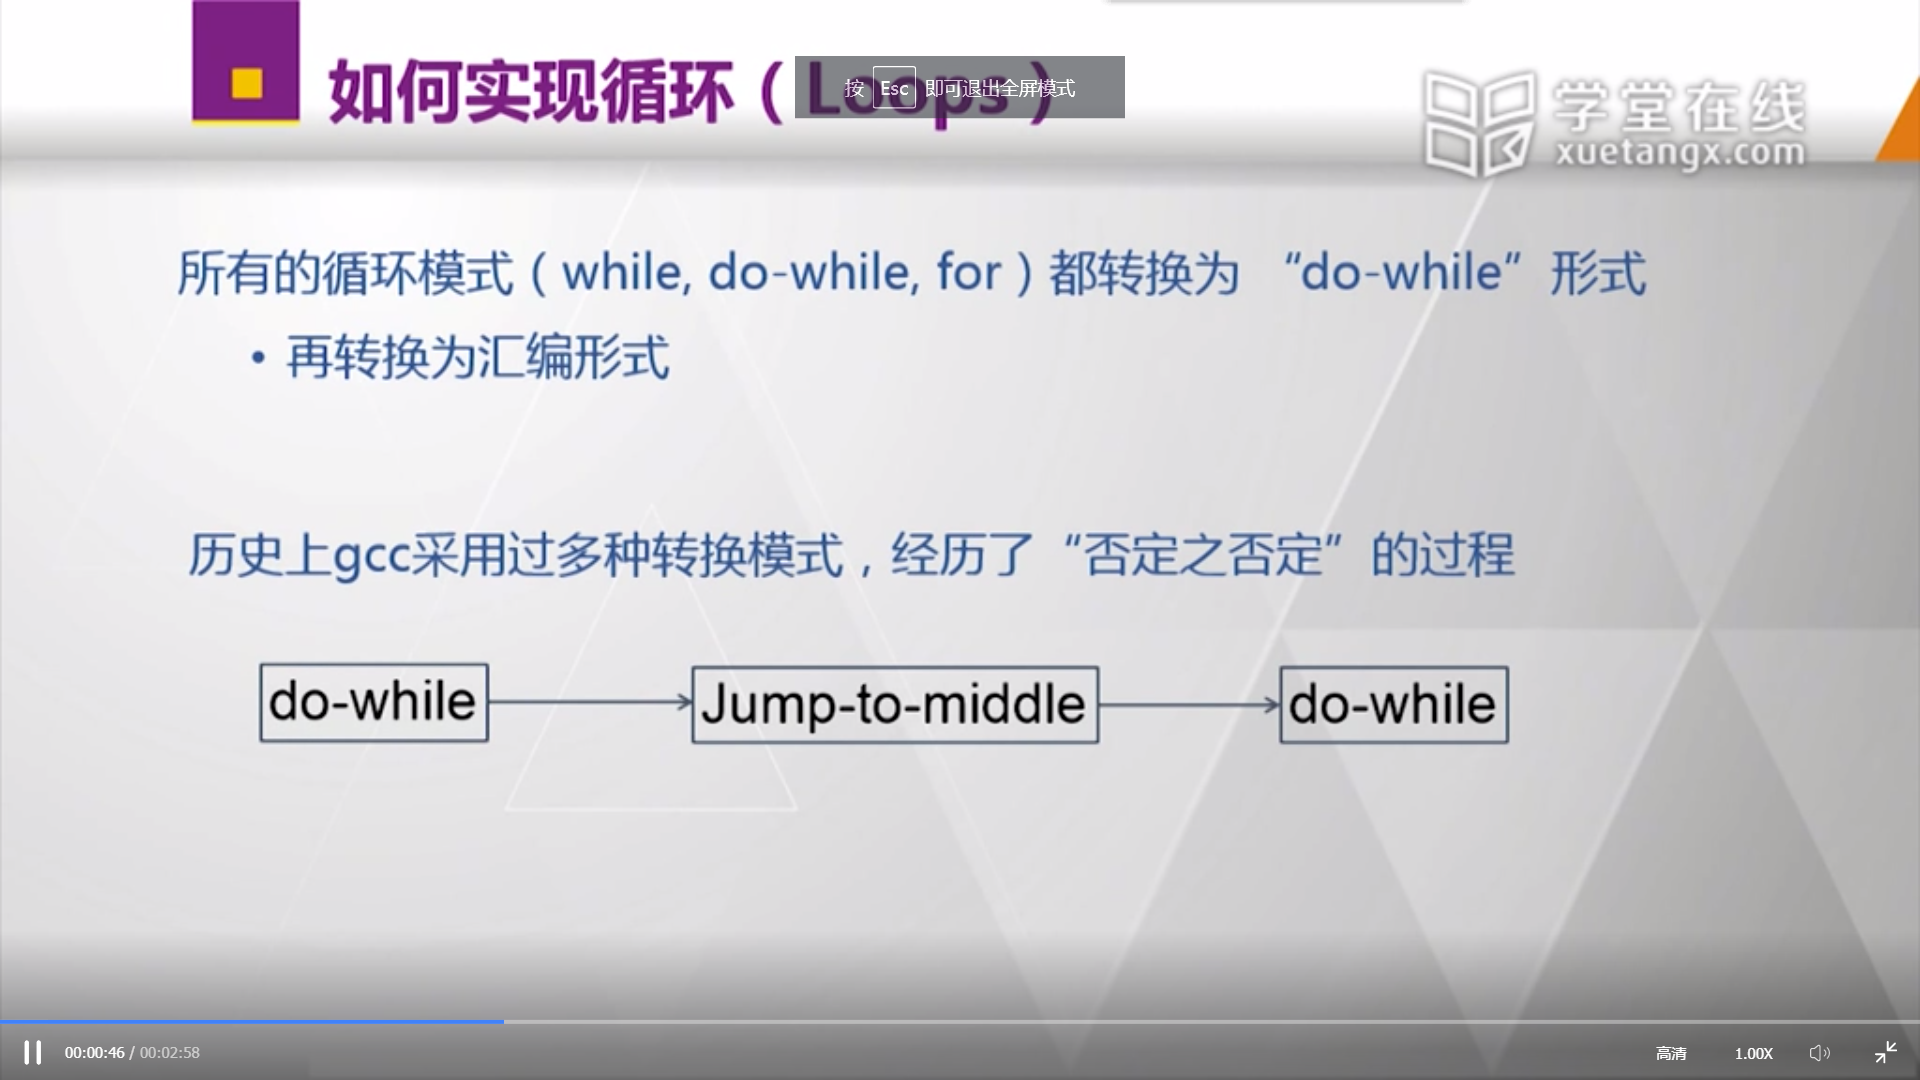 如何实现循环（Loops）
按 Esc 即可退出全屏模式
学堂在线
xuetangx.com
所有的循环模式（while, do-while, for）都转换为 “do-while” 形式
• 再转换为汇编形式
历史上gcc采用过多种转换模式，经历了“否定之否定”的过程
do-while
Jump-to-middle
do-while
00:00:46 / 00:02:58
高清
1.00X